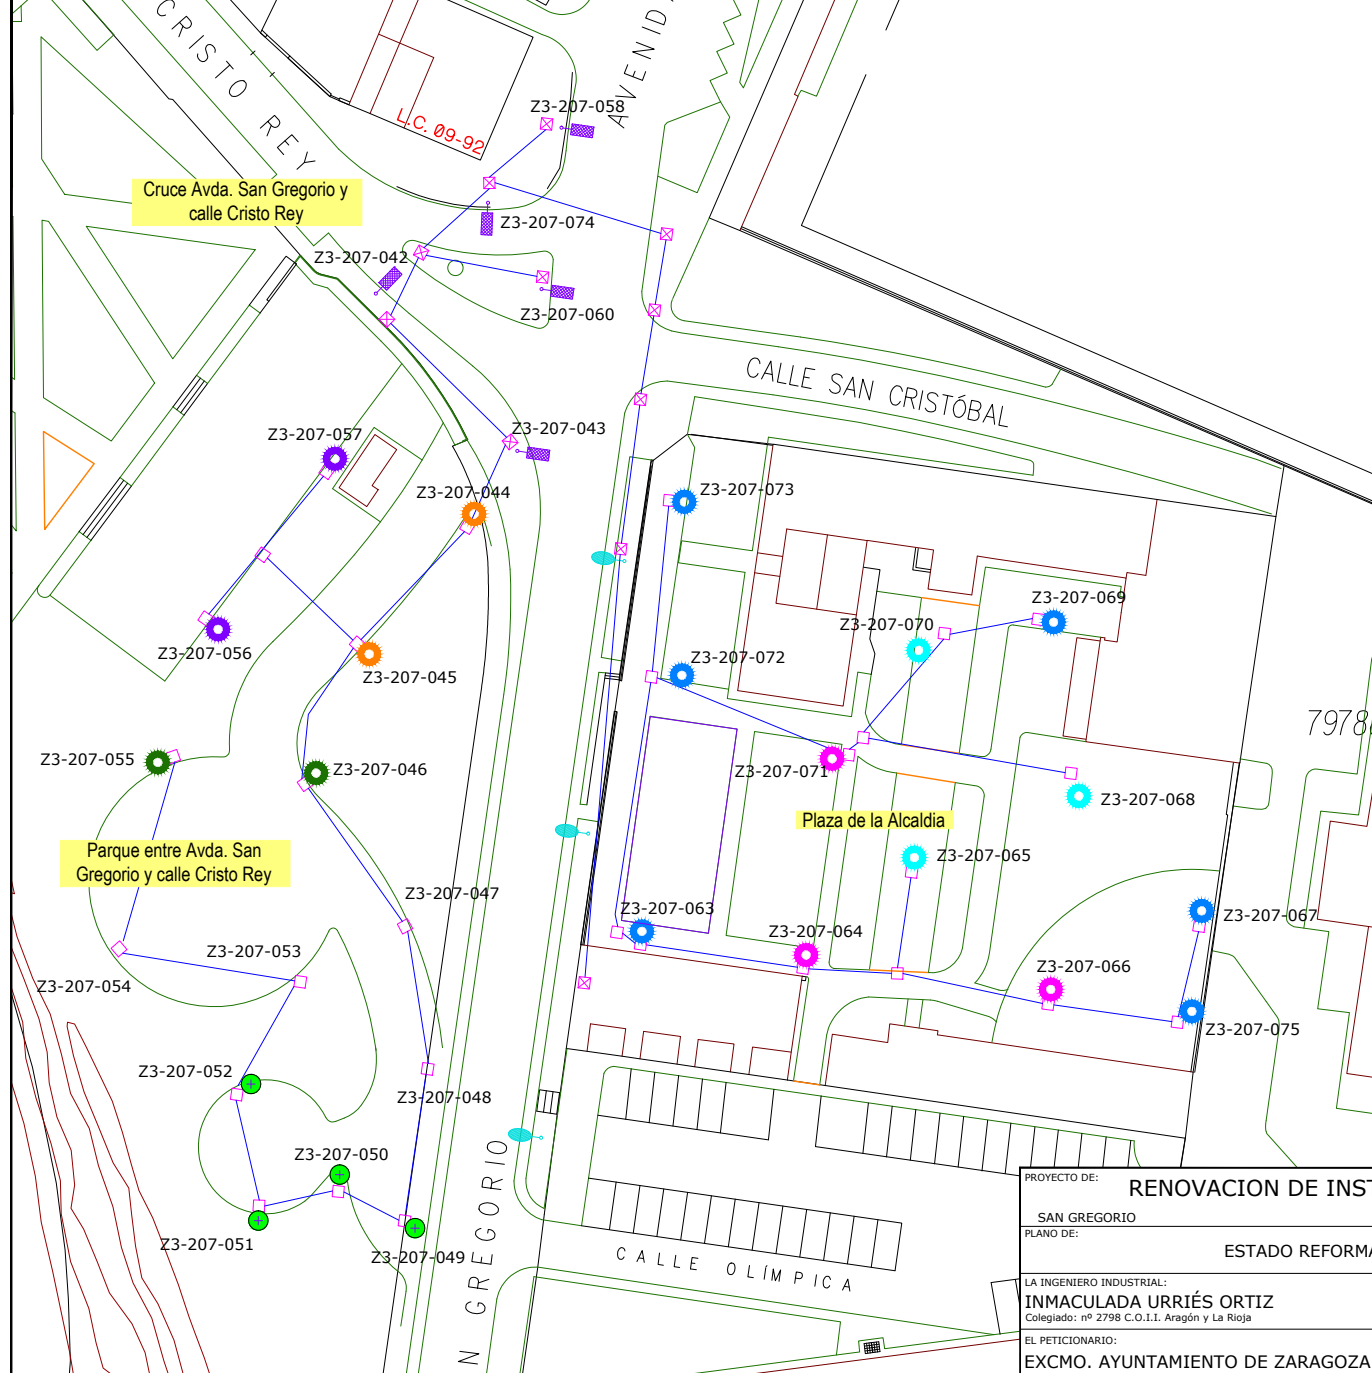 CRISTO REY
AVENID
L.C. 09-92
Z3-207-058
Cruce Avda. San Gregorio y
calle Cristo Rey
Z3-207-074
Z3-207-042
Z3-207-060
CALLE SAN CRISTÓBAL
Z3-207-043
Z3-207-057
Z3-207-044
Z3-207-073
Z3-207-069
Z3-207-070
Z3-207-056
Z3-207-045
Z3-207-072
7978
Z3-207-055
Z3-207-046
Z3-207-071
Z3-207-068
Plaza de la Alcaldia
Parque entre Avda. San
Gregorio y calle Cristo Rey
Z3-207-065
Z3-207-047
Z3-207-063
Z3-207-067
Z3-207-064
Z3-207-053
Z3-207-066
Z3-207-054
Z3-207-075
Z3-207-052
Z3-207-048
Z3-207-050
Z3-207-051
Z3-207-049
N GREGORIO
CALLE OLÍMPICA
PROYECTO DE:
RENOVACION DE INST
SAN GREGORIO
PLANO DE:
ESTADO REFORMA
LA INGENIERO INDUSTRIAL:
INMACULADA URRIÉS ORTIZ
Colegiado: nº 2798 C.O.I.I. Aragón y La Rioja
EL PETICIONARIO:
EXCMO. AYUNTAMIENTO DE ZARAGOZA